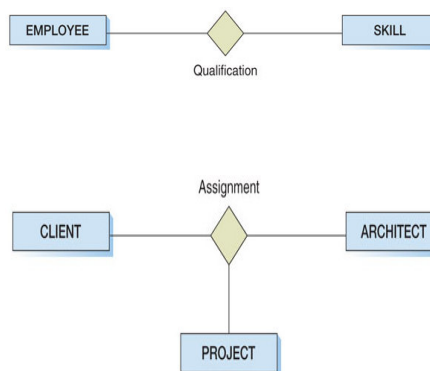 EMPLOYEE
SKILL
Qualification
Assignment
CLIENT
ARCHITECT
PROJECT